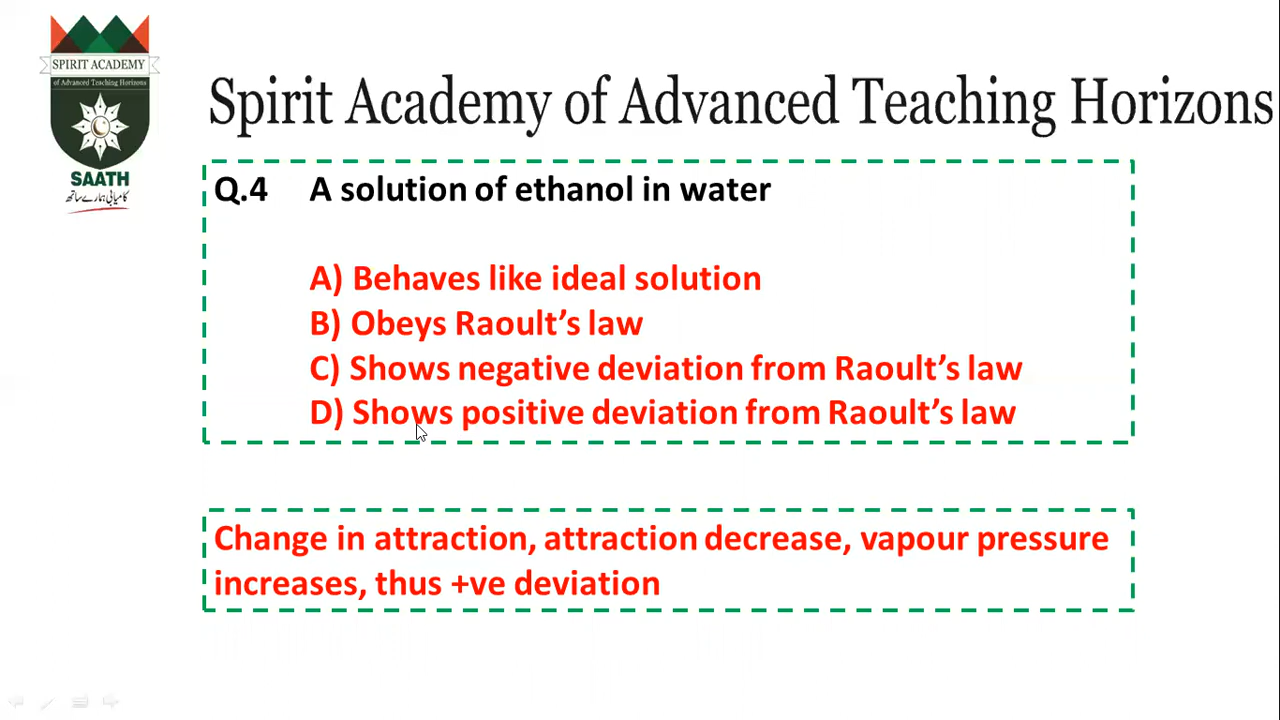 SPIRIT ACADEMY
of Advanced Teaching Horizons
SAATH
کامیابی ہمارے ساتھ
Spirit Academy of Advanced Teaching Horizons
Q.4 A solution of ethanol in water
A) Behaves like ideal solution
B) Obeys Raoult’s law
C) Shows negative deviation from Raoult’s law
D) Shows positive deviation from Raoult’s law
Change in attraction, attraction decrease, vapour pressure
increases, thus +ve deviation